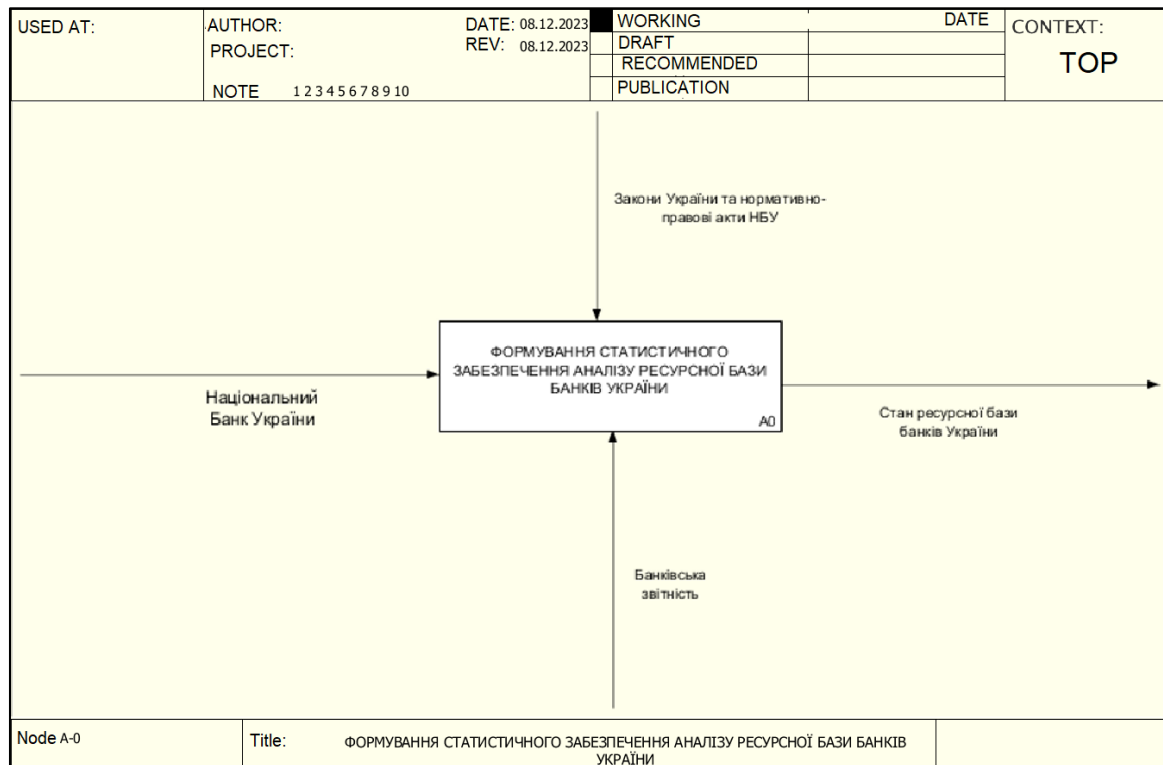 USED AT:
AUTHOR:
DATE: 08.12.2023
WORKING
DATE
CONTEXT:
PROJECT:
REV: 08.12.2023
DRAFT
RECOMMENDED
TOP
NOTE 1 2 3 4 5 6 7 8 9 10
PUBLICATION
Закони України та нормативно-
правові акти НБУ
ФОРМУВАННЯ СТАТИСТИЧНОГО
ЗАБЕЗПЕЧЕННЯ АНАЛІЗУ РЕСУРСНОЇ БАЗИ
БАНКІВ УКРАЇНИ
A0
Національний
Банк України
Стан ресурсної бази
банків України
Банківська
звітність
Node A-0
Title:
ФОРМУВАННЯ СТАТИСТИЧНОГО ЗАБЕЗПЕЧЕННЯ АНАЛІЗУ РЕСУРСНОЇ БАЗИ БАНКІВ
УКРАЇНИ